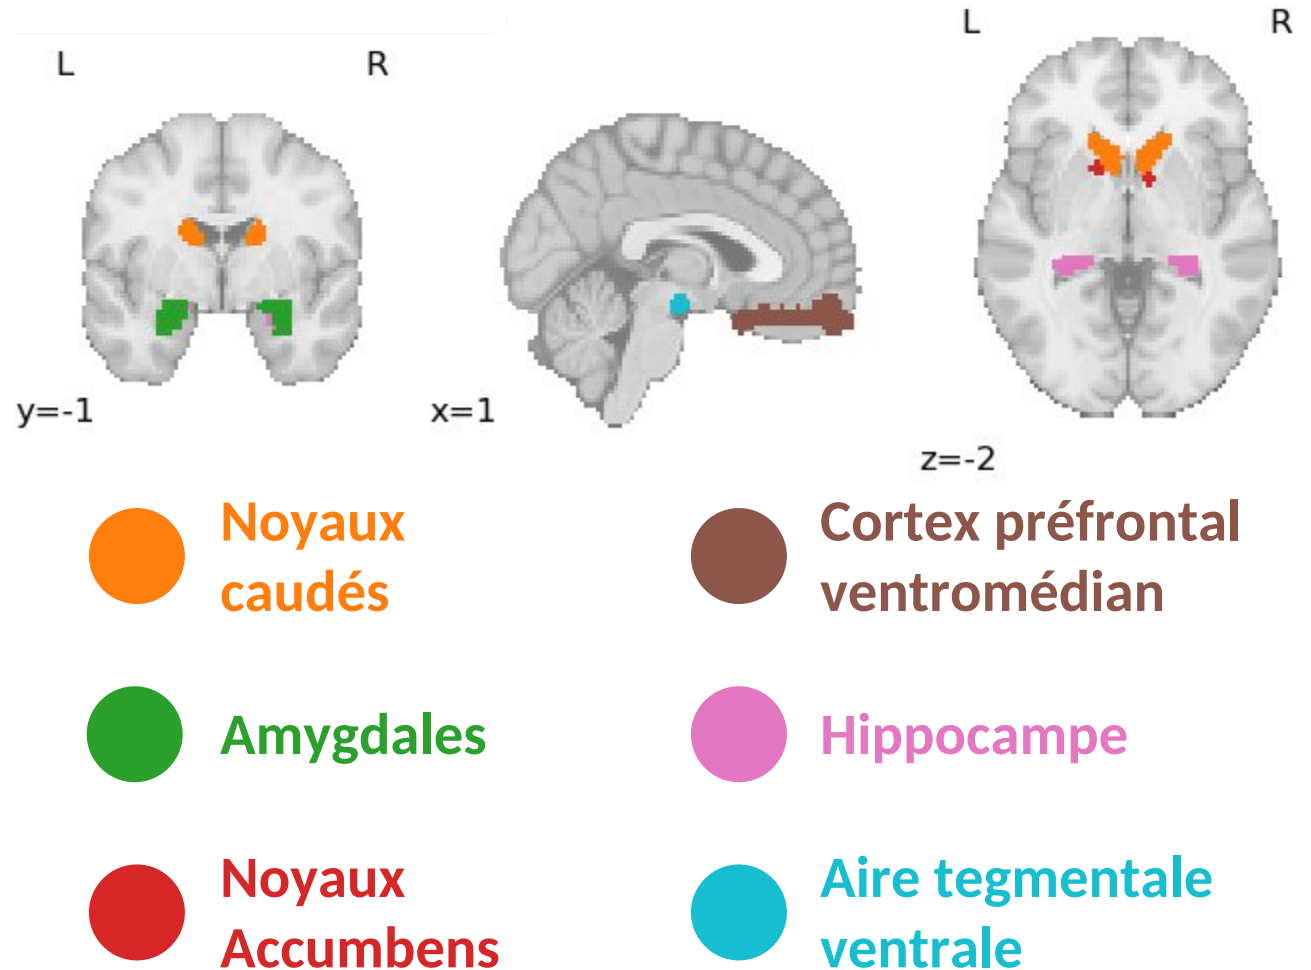 L R
L R
y=-1
x=1
z=-2
Noyaux
caudés
Cortex préfrontal
ventromédian
Amygdales
Hippocampe
Noyaux
Accumbens
Aire tegmentale
ventrale